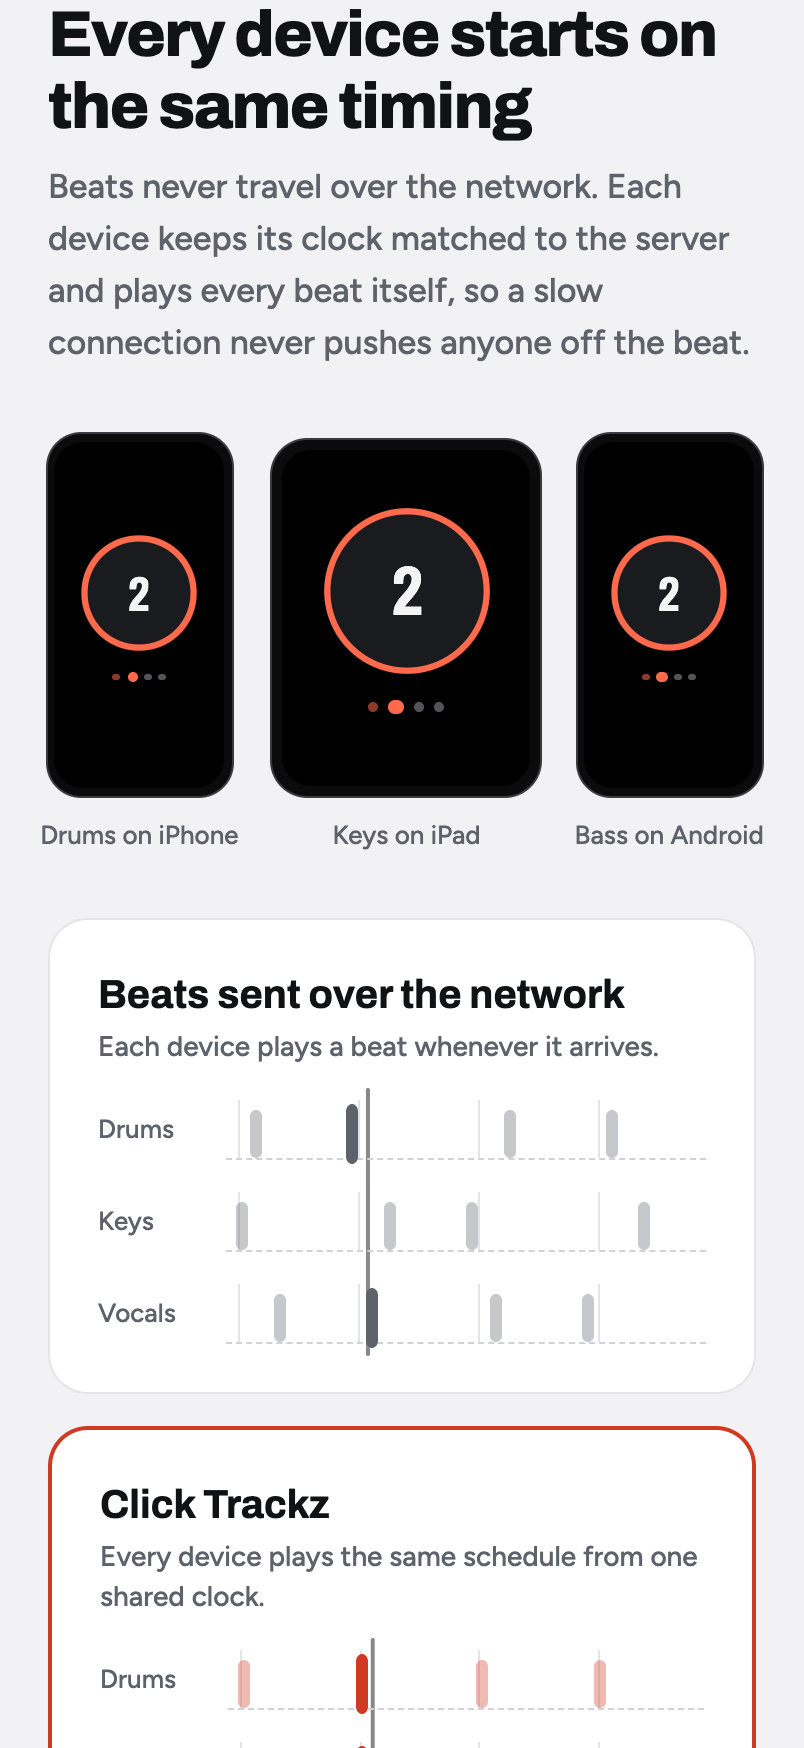 Every device starts on
the same timing
Beats never travel over the network. Each
device keeps its clock matched to the server
and plays every beat itself, so a slow
connection never pushes anyone off the beat.
2
2
2
Drums on iPhone
Keys on iPad
Bass on Android
Beats sent over the network
Each device plays a beat whenever it arrives.
Drums
Keys
Vocals
Click Trackz
Every device plays the same schedule from one
shared clock.
Drums